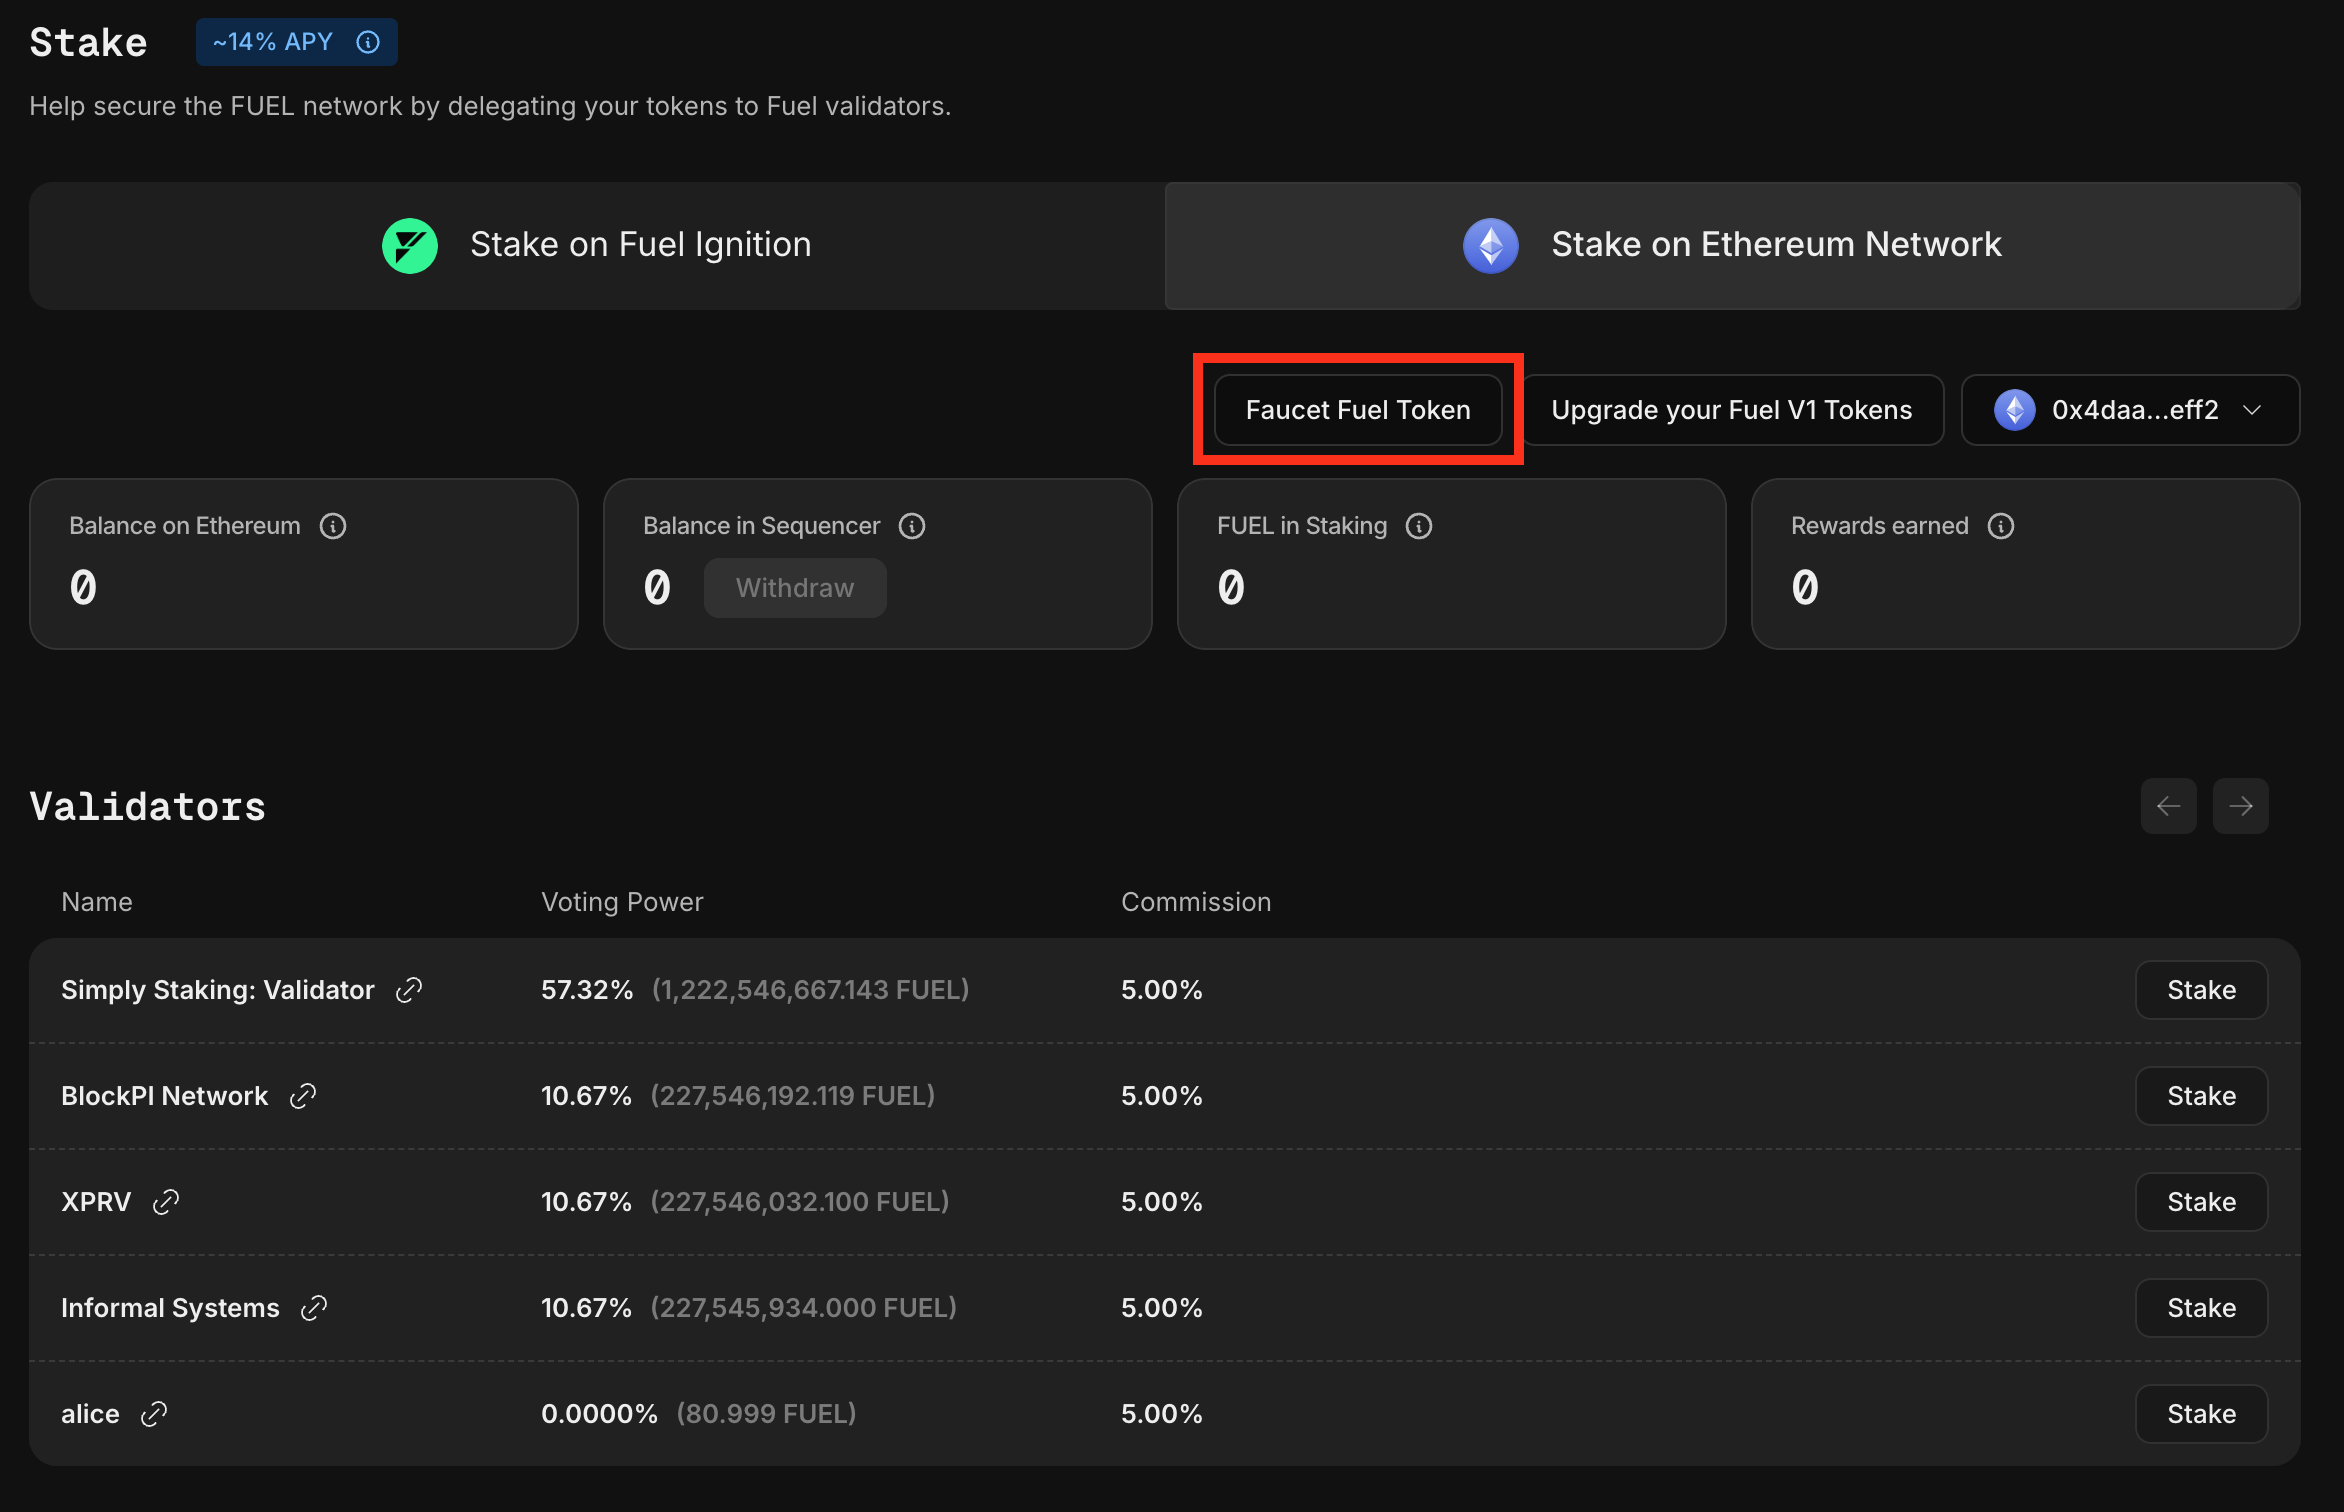 Stake ~14% APY
Help secure the FUEL network by delegating your tokens to Fuel validators.
Stake on Fuel Ignition Stake on Ethereum Network
Faucet Fuel Token Upgrade your Fuel V1 Tokens 0x4daa...eff2
Balance on Ethereum Balance in Sequencer FUEL in Staking Rewards earned
0 0 Withdraw 0 0
Validators
Name Voting Power Commission
Simply Staking: Validator 57.32% (1,222,546,667.143 FUEL) 5.00% Stake
BlockPI Network 10.67% (227,546,192.119 FUEL) 5.00% Stake
XPRV 10.67% (227,546,032.100 FUEL) 5.00% Stake
Informal Systems 10.67% (227,545,934.000 FUEL) 5.00% Stake
alice 0.0000% (80.999 FUEL) 5.00% Stake